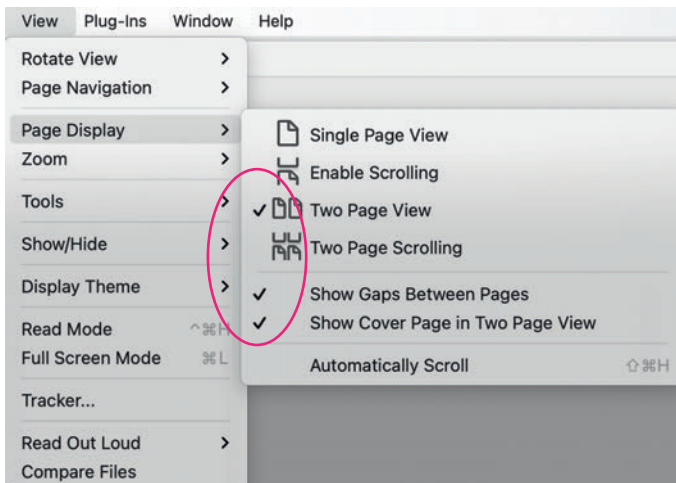 View Plug-Ins Window Help
Rotate View
Page Navigation
Page Display
Zoom
Tools
Show/Hide
Display Theme
Read Mode ^⌘H
Full Screen Mode ⌘L
Tracker...
Read Out Loud
Compare Files
Single Page View
Enable Scrolling
✓ Two Page View
Two Page Scrolling
✓ Show Gaps Between Pages
✓ Show Cover Page in Two Page View
Automatically Scroll ⇧⌘H